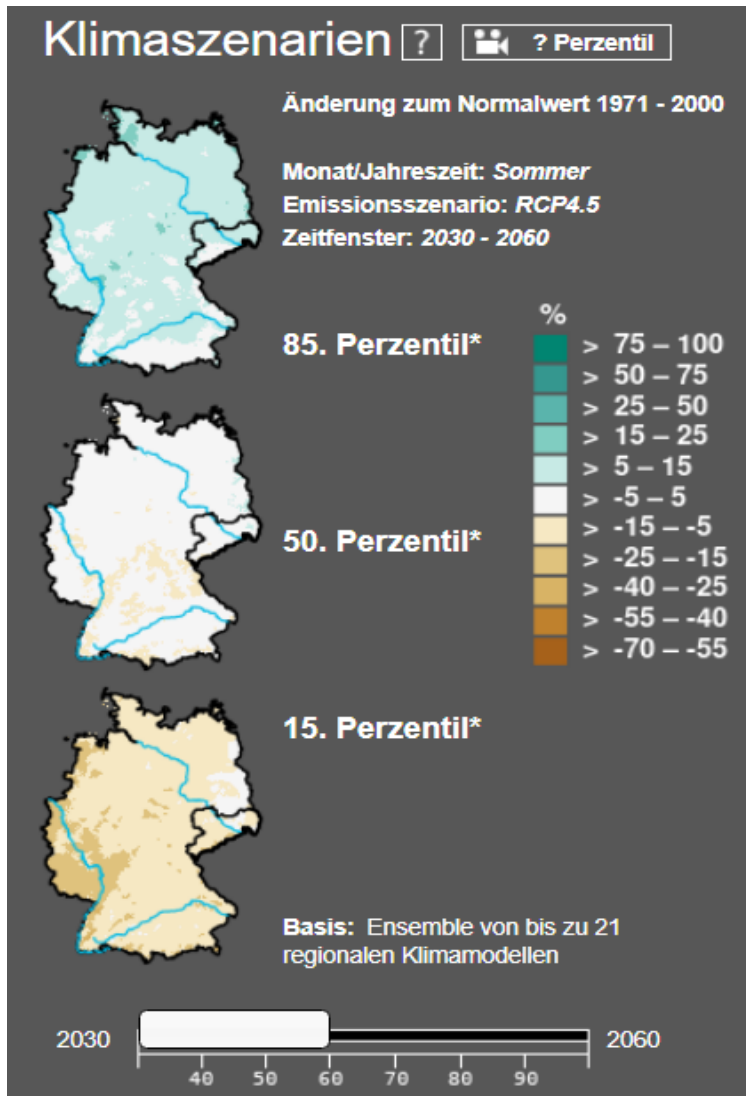 Klimaszenarien ? ? Perzentil
Änderung zum Normalwert 1971 - 2000
Monat/Jahreszeit: Sommer
Emissionsszenario: RCP4.5
Zeitfenster: 2030 - 2060
85. Perzentil*
%
> 75 – 100
> 50 – 75
> 25 – 50
> 15 – 25
> 5 – 15
> -5 – 5
> -15 – -5
> -25 – -15
> -40 – -25
> -55 – -40
> -70 – -55
50. Perzentil*
15. Perzentil*
Basis: Ensemble von bis zu 21
regionalen Klimamodellen
2030 2060
40 50 60 70 80 90